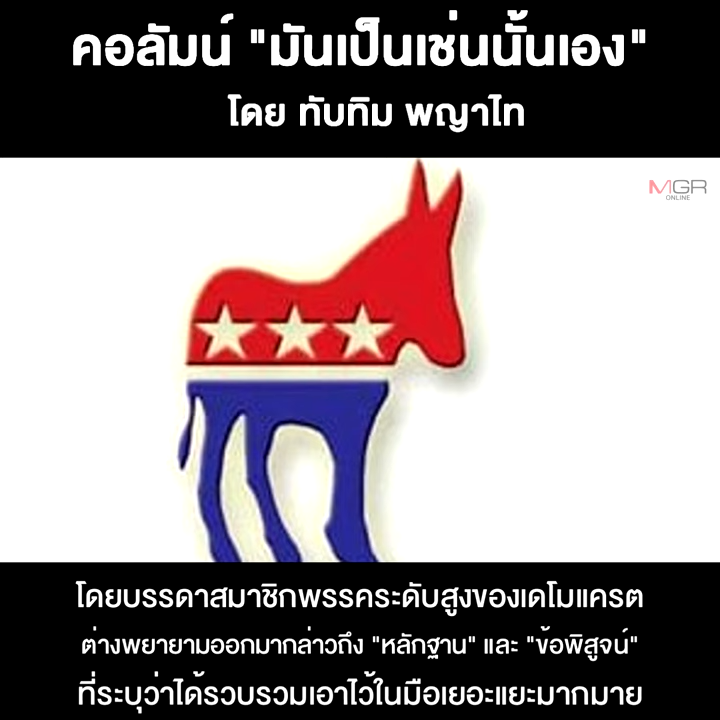 คอลัมน์ "มันเป็นเช่นนั้นเอง"
โดย ทับทิม พญาไท
MGR
ONLINE
โดยบรรดาสมาชิกพรรคระดับสูงของเดโมแครต
ต่างพยายามออกมากล่าวถึง "หลักฐาน" และ "ข้อพิสูจน์"
ที่ระบุว่าได้รวบรวมเอาไว้ในมือเยอะแยะมากมาย